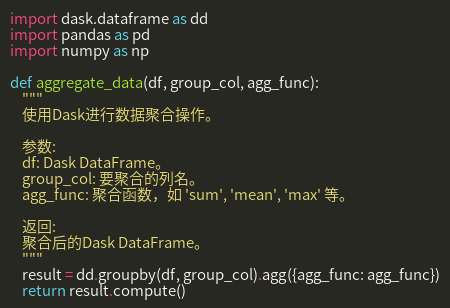 import dask.dataframe as dd
import pandas as pd
import numpy as np
def aggregate_data(df, group_col, agg_func):
"""
使用Dask进行数据聚合操作。
参数:
df: Dask DataFrame。
group_col: 要聚合的列名。
agg_func: 聚合函数，如 'sum', 'mean', 'max' 等。
返回:
聚合后的Dask DataFrame。
"""
result = dd.groupby(df, group_col).agg({agg_func: agg_func})
return result.compute()